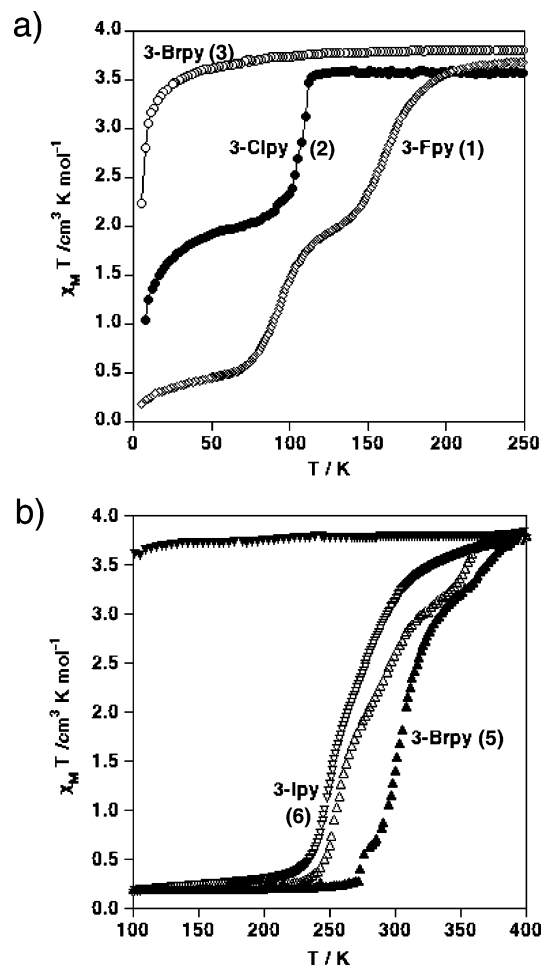 a)
4.0
3.5
3.0
2.5
2.0
1.5
1.0
0.5
0.0
χM T /cm3 K mol−1
3-Brpy (3)
3-Clpy (2)
3-Fpy (1)
0 50 100 150 200 250
T / K
b)
4.0
3.5
3.0
2.5
2.0
1.5
1.0
0.5
0.0
χM T /cm3 K mol−1
3-Ipy
(6)
3-Brpy (5)
100 150 200 250 300 350 400
T / K